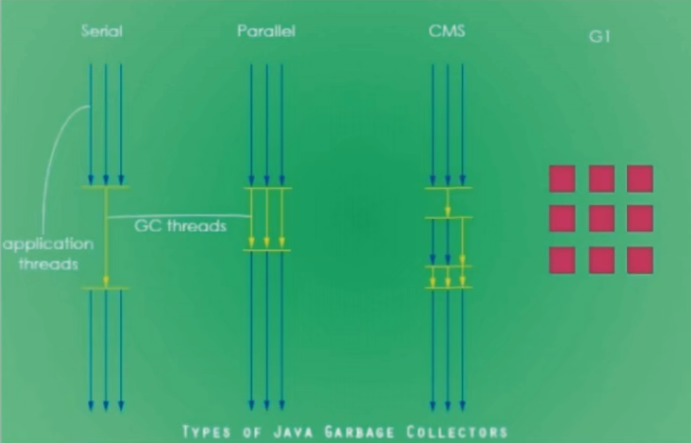 Serial
Parallel
CMS
G1
GC threads
application
threads
TYPES OF JAVA GARBAGE COLLECTORS